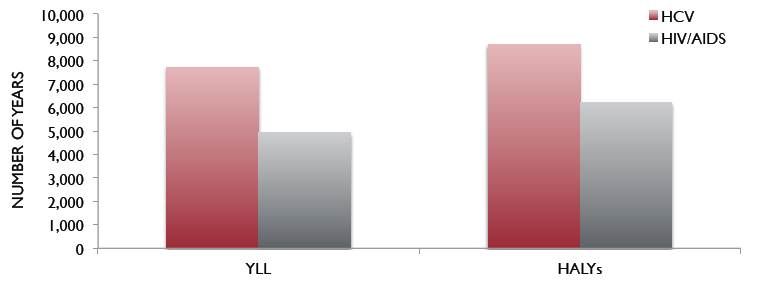 NUMBER OF YEARS
10,000
9,000
8,000
7,000
6,000
5,000
4,000
3,000
2,000
1,000
0
HCV
HIV/AIDS
YLL
HALYs